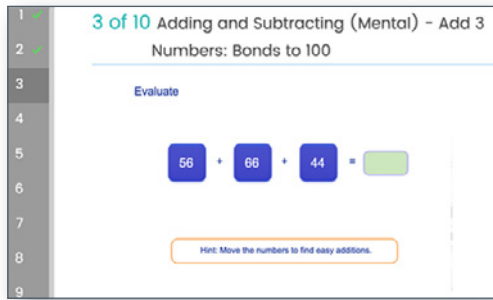 1
2
3
4
5
6
7
8
9
3 of 10 Adding and Subtracting (Mental) - Add 3
Numbers: Bonds to 100
Evaluate
56 + 66 + 44 =
Hint: Move the numbers to find easy additions.